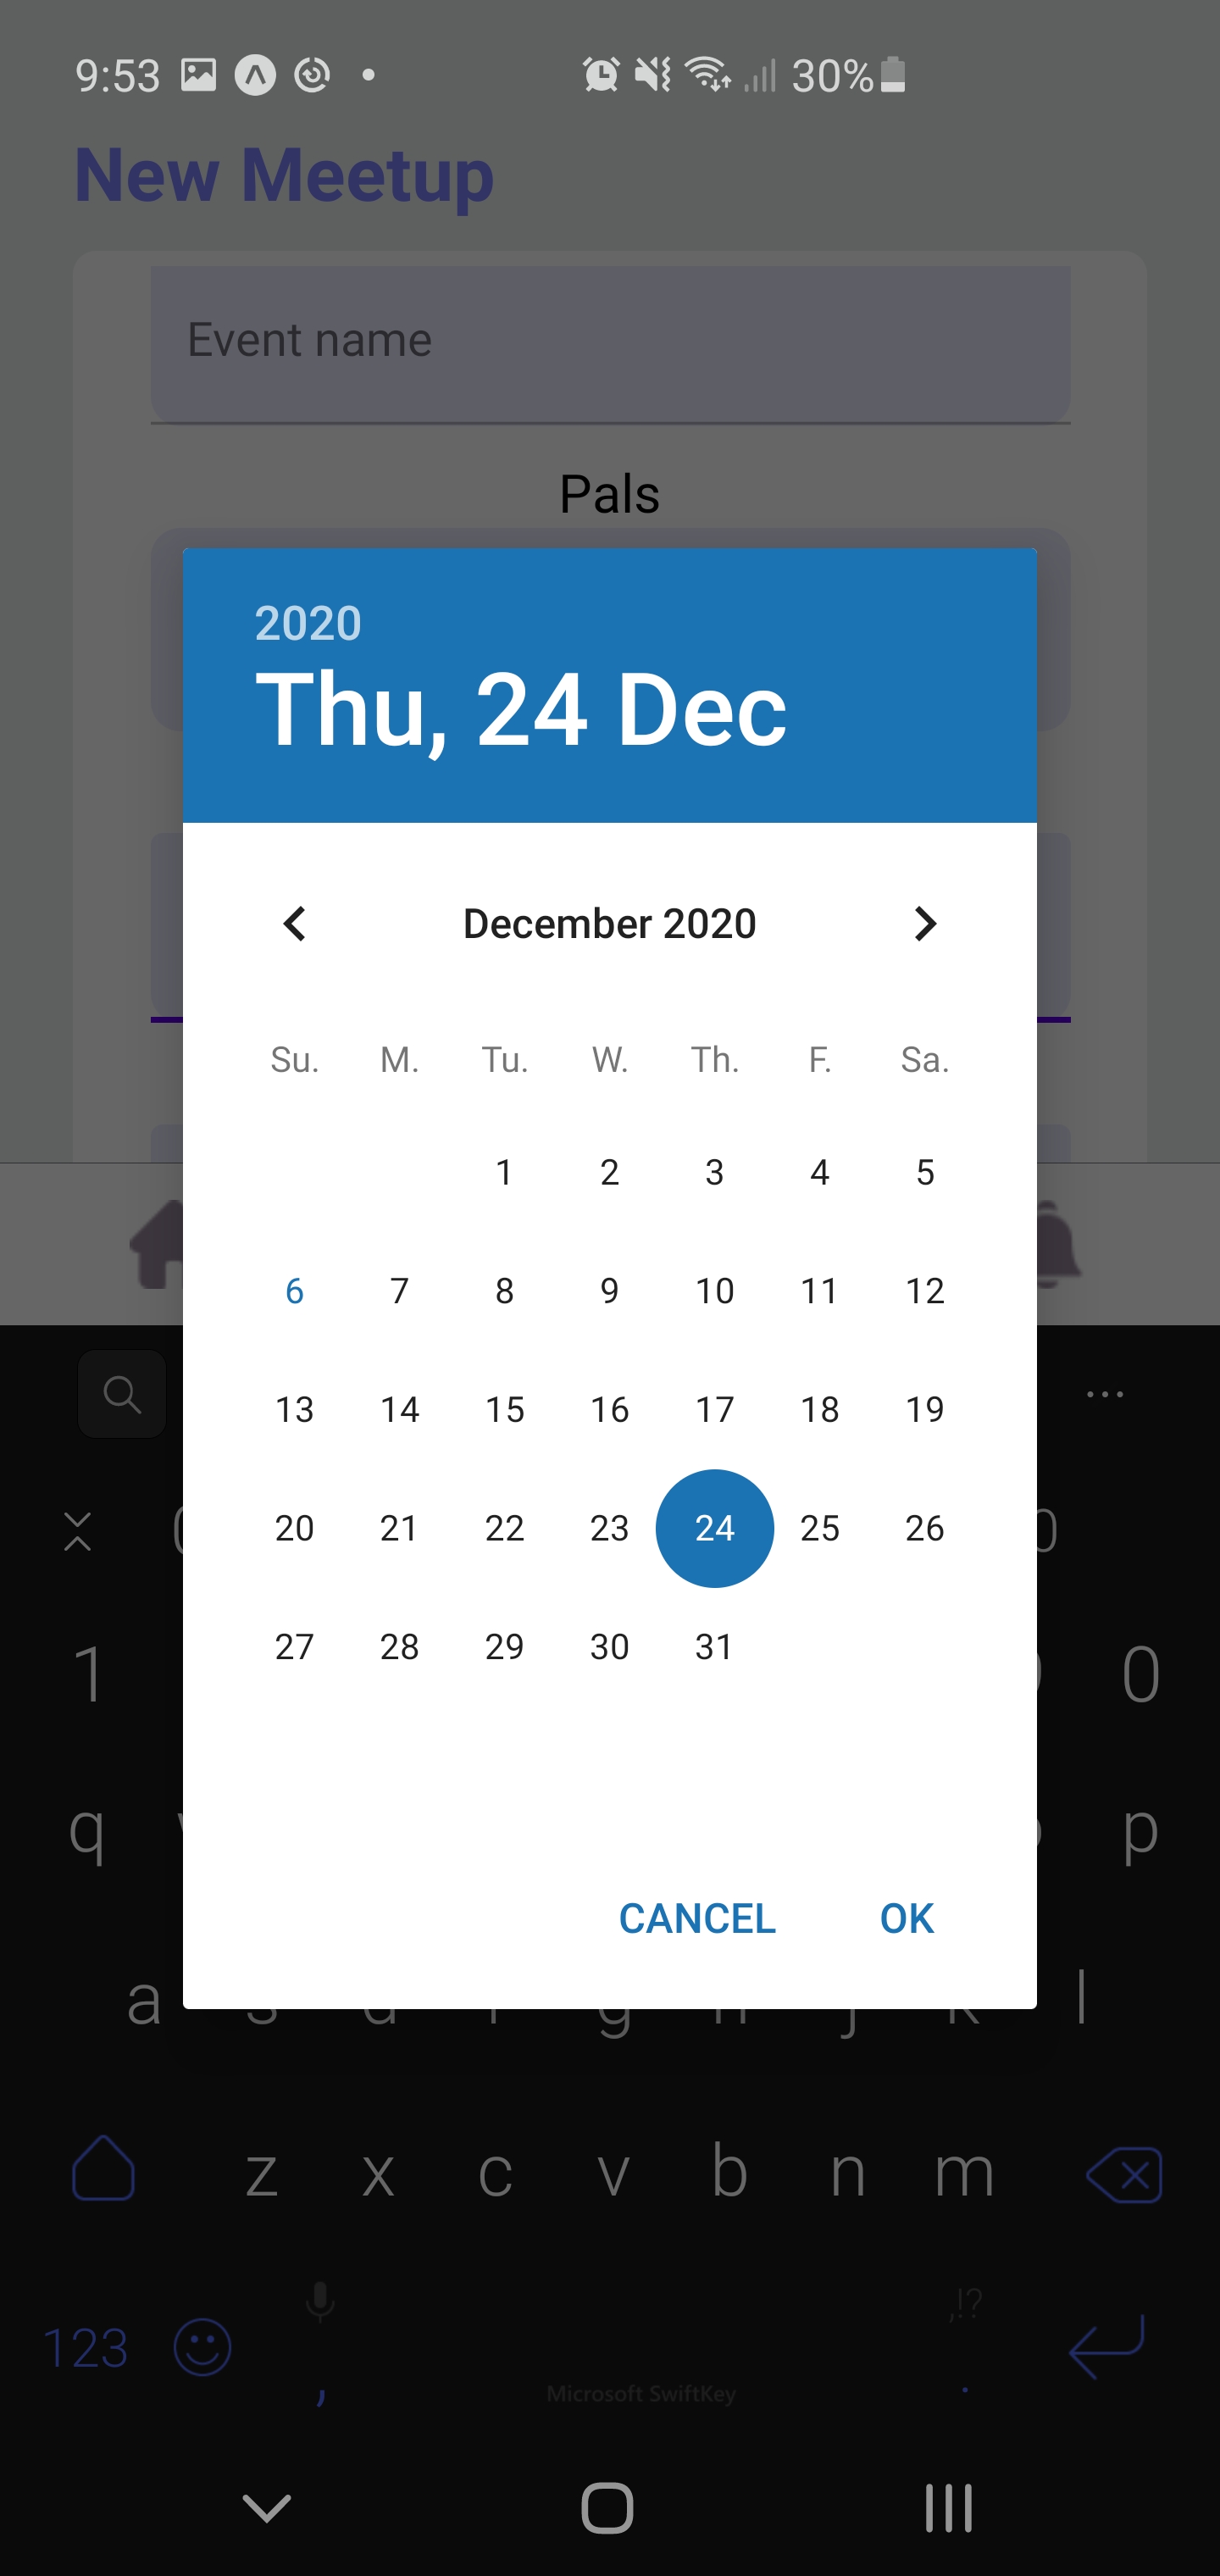 9:53 30%
New Meetup
Event name
Pals
2020
Thu, 24 Dec
December 2020
Su. M. Tu. W. Th. F. Sa.
1 2 3 4 5
6 7 8 9 10 11 12
13 14 15 16 17 18 19
20 21 22 23 24 25 26
27 28 29 30 31
1 0
q p
CANCEL OK
a s d f g h j k l
z x c v b n m
,!?
123 , .
Microsoft SwiftKey